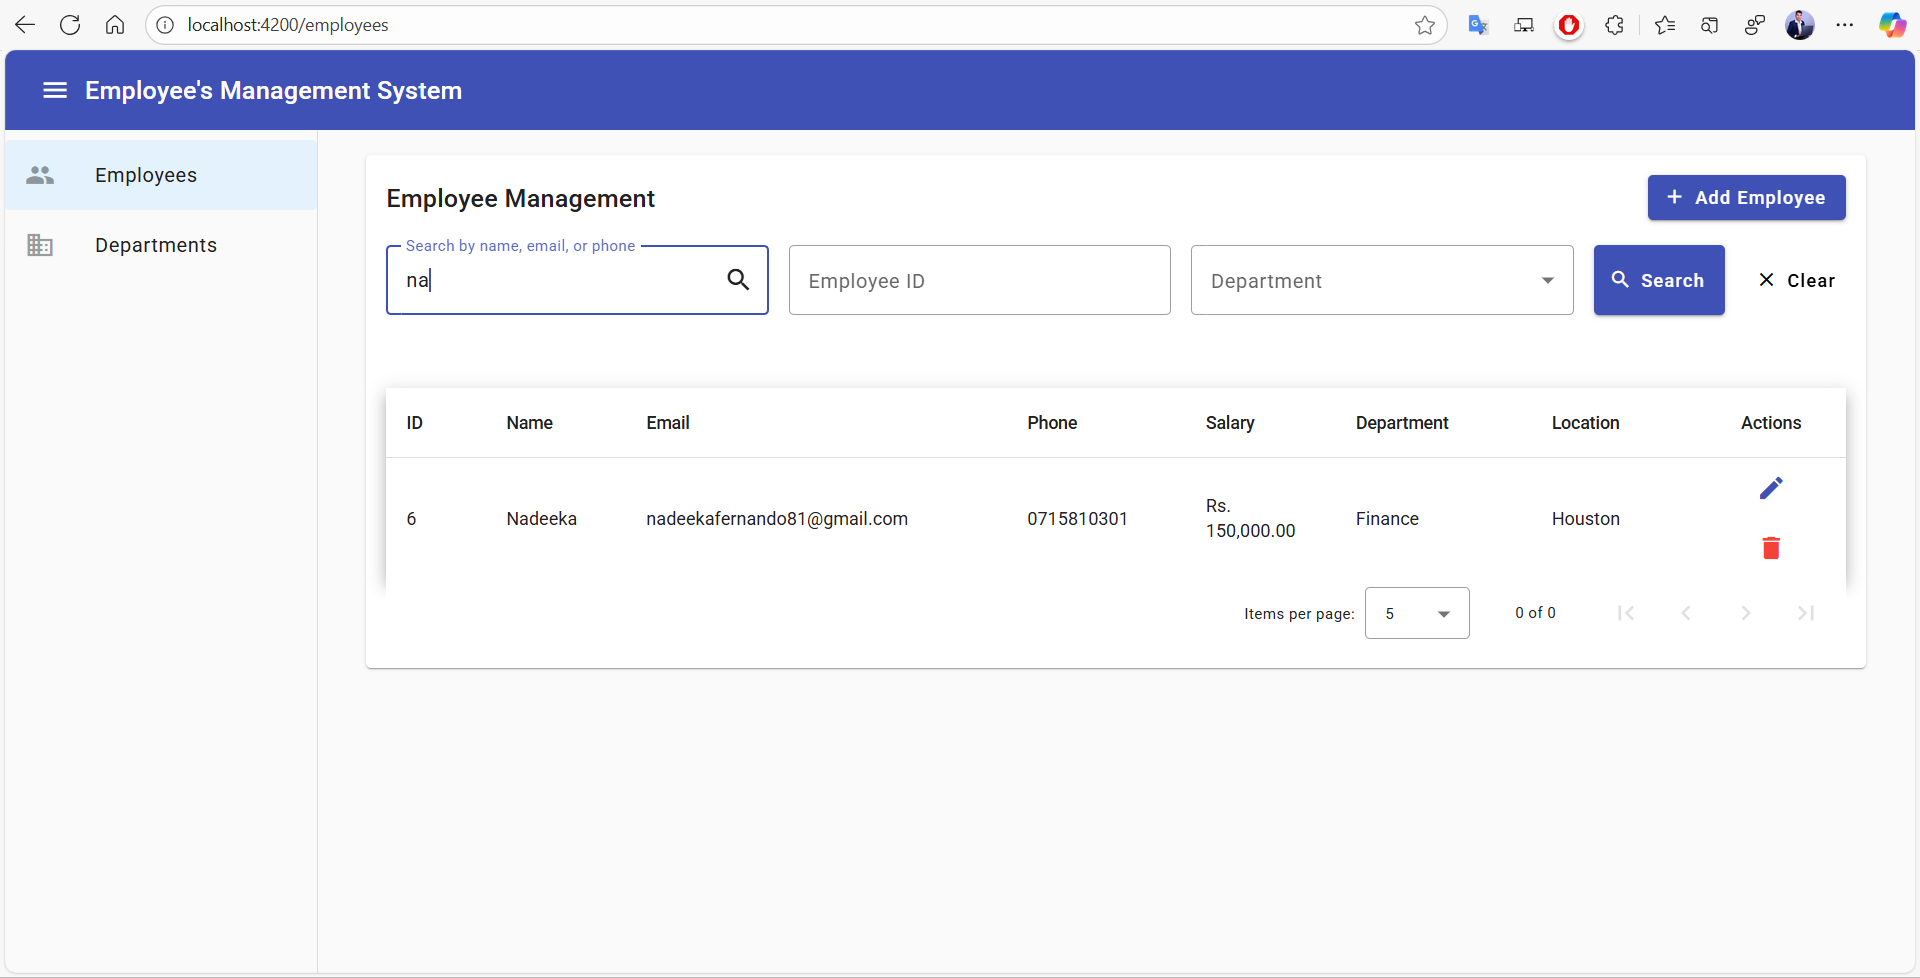 localhost:4200/employees
Employee's Management System
Employees
Departments
Employee Management
+ Add Employee
Search by name, email, or phone
na
Employee ID
Department
Search
Clear
ID Name Email Phone Salary Department Location Actions
6 Nadeeka nadeekafernando81@gmail.com 0715810301 Rs. 150,000.00 Finance Houston
Items per page: 5 0 of 0